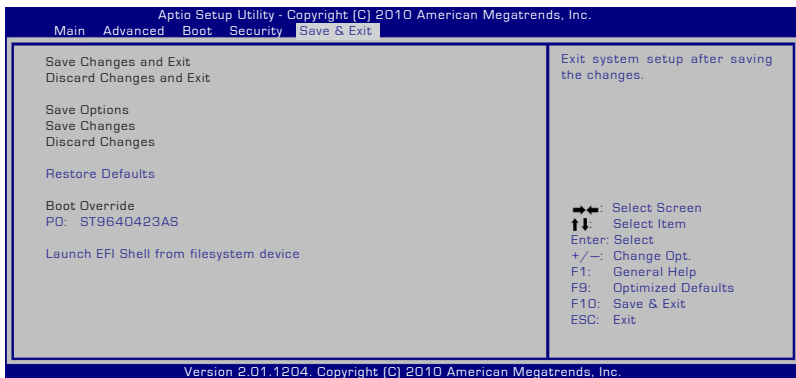 Aptio Setup Utility - Copyright (C) 2010 American Megatrends, Inc.
Main Advanced Boot Security Save & Exit
Save Changes and Exit
Discard Changes and Exit
Save Options
Save Changes
Discard Changes
Restore Defaults
Boot Override
P0: ST9640423AS
Launch EFI Shell from filesystem device
Exit system setup after saving
the changes.
→←: Select Screen
↑↓: Select Item
Enter: Select
+/—: Change Opt.
F1: General Help
F9: Optimized Defaults
F10: Save & Exit
ESC: Exit
Version 2.01.1204. Copyright (C) 2010 American Megatrends, Inc.